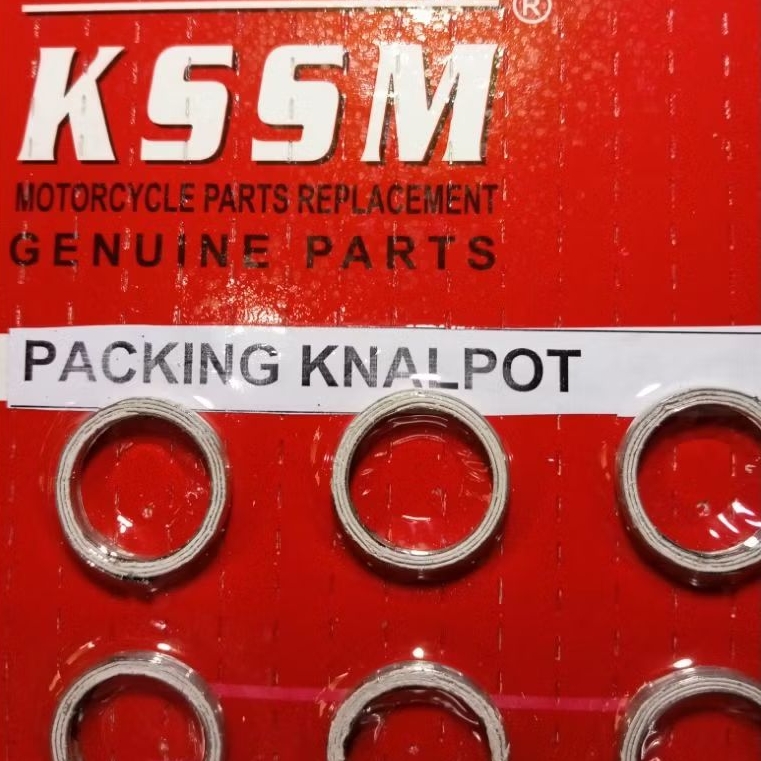 ®
KSSM
MOTORCYCLE PARTS REPLACEMENT
GENUINE PARTS
PACKING KNALPOT